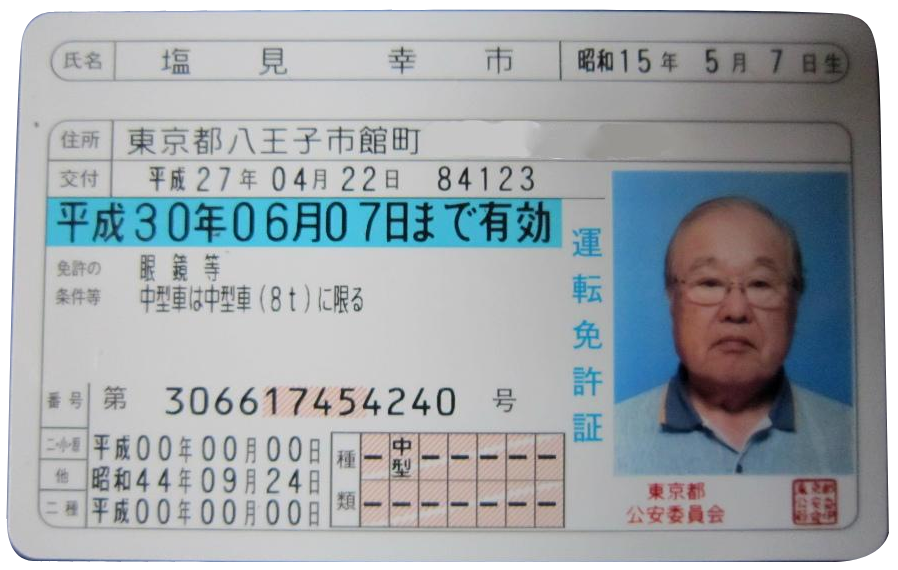 氏名 塩見 幸市 昭和15年 5月 7日生
住所 東京都八王子市館町
交付 平成27年04月22日 84123
平成30年06月07日まで有効
免許の 眼鏡等
条件等 中型車は中型車(8t)に限る
運転免許証
番号 第 306617454240 号
二・小・原 平成00年00月00日
他 昭和44年09月24日
二種 平成00年00月00日
種類 ー 中型 ー ー ー ー ー
ー ー ー ー ー ー ー
東京都
公安委員会